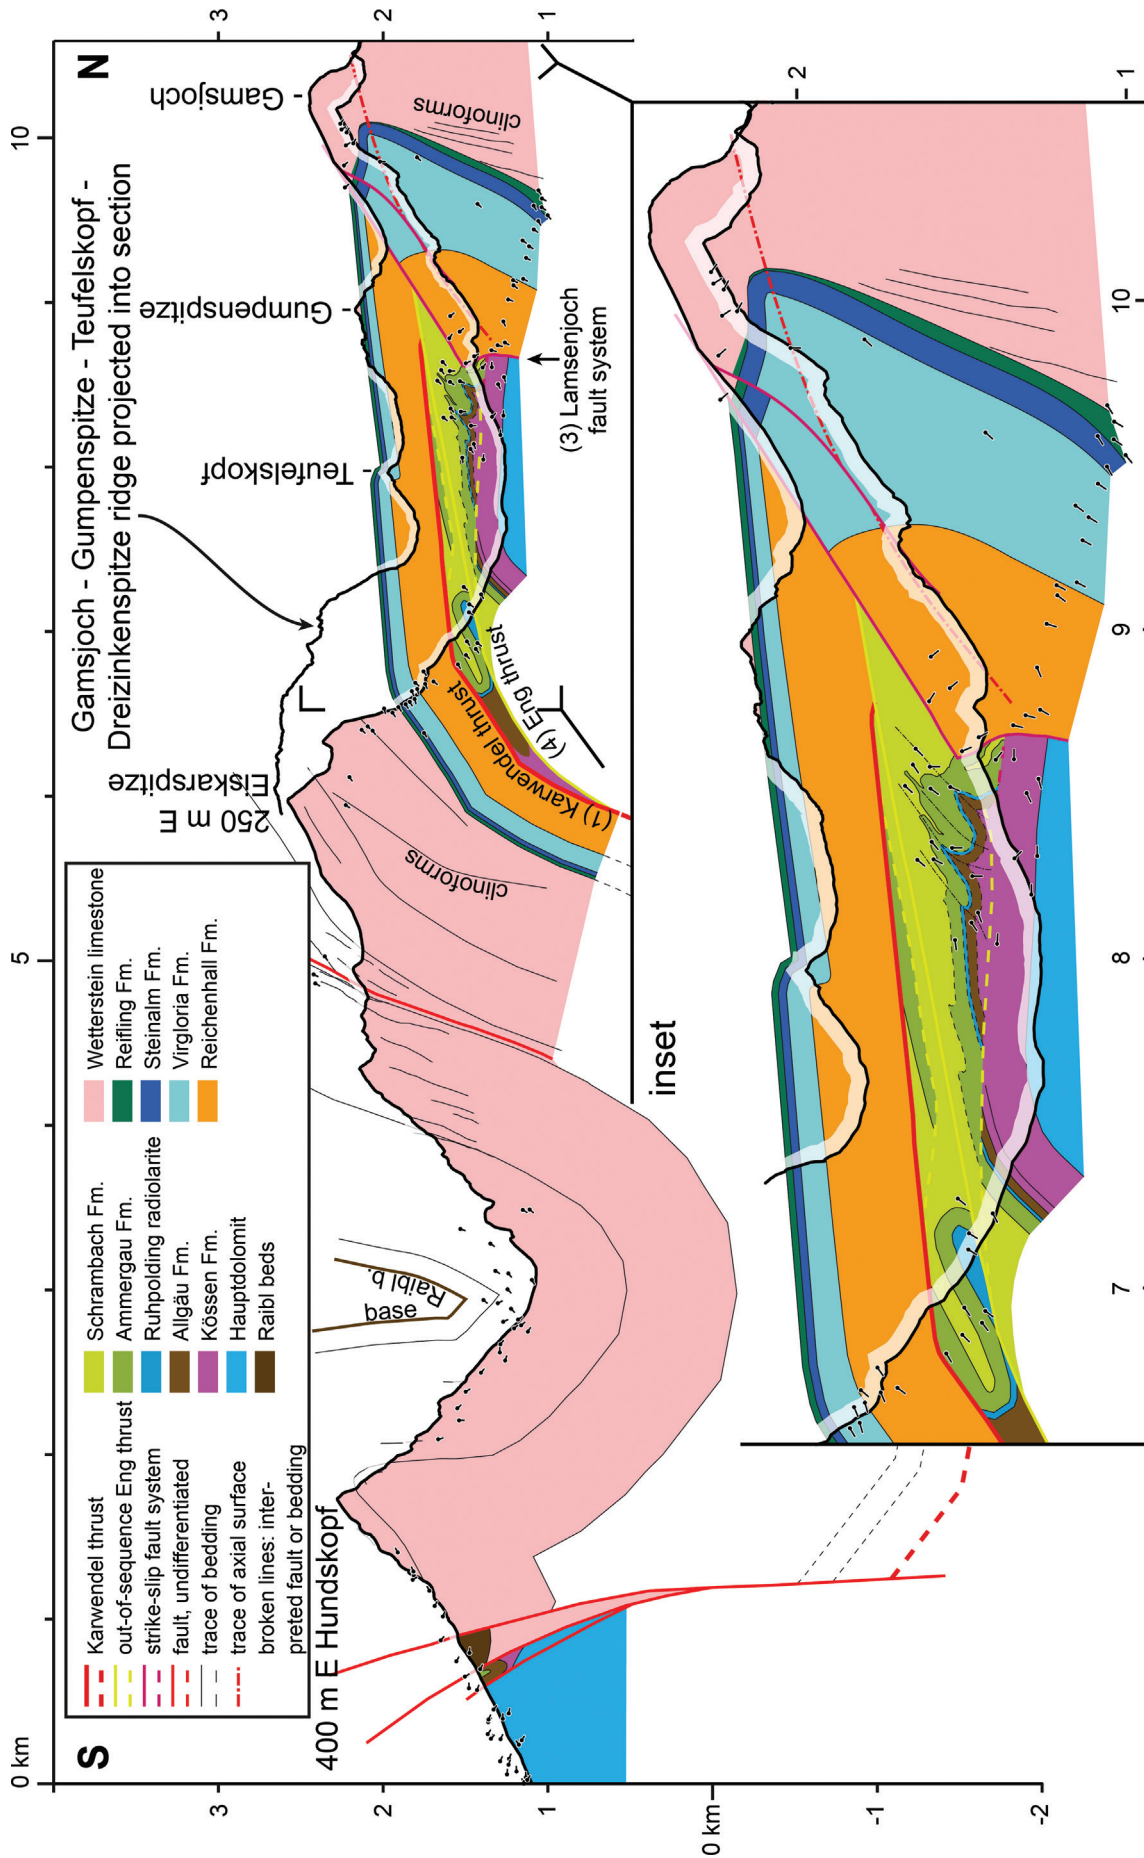 S
N
0 km
5
10
3
2
1
0 km
-1
-2
3
2
1
Karwendel thrust
out-of-sequence Eng thrust
strike-slip fault system
fault, undifferentiated
trace of bedding
trace of axial surface
broken lines: inter-
preted fault or bedding
Schrambach Fm.
Ammergau Fm.
Ruhpolding radiolarite
Allgäu Fm.
Kössen Fm.
Hauptdolomit
Raibl beds
Wetterstein limestone
Reifling Fm.
Steinalm Fm.
Virgloria Fm.
Reichenhall Fm.
Gamsjoch - Gumpenspitze - Teufelskopf -
Dreizinkenspitze ridge projected into section
400 m E Hundskopf
250 m E
Eiskarspitze
Teufelskopf -
Gumpenspitze -
Gamsjoch -
base
Raibl b.
clinoforms
clinoforms
(1) Karwendel thrust
(4) Eng thrust
(3) Lamsenjoch
fault system
inset
2
1
7
8
9
10